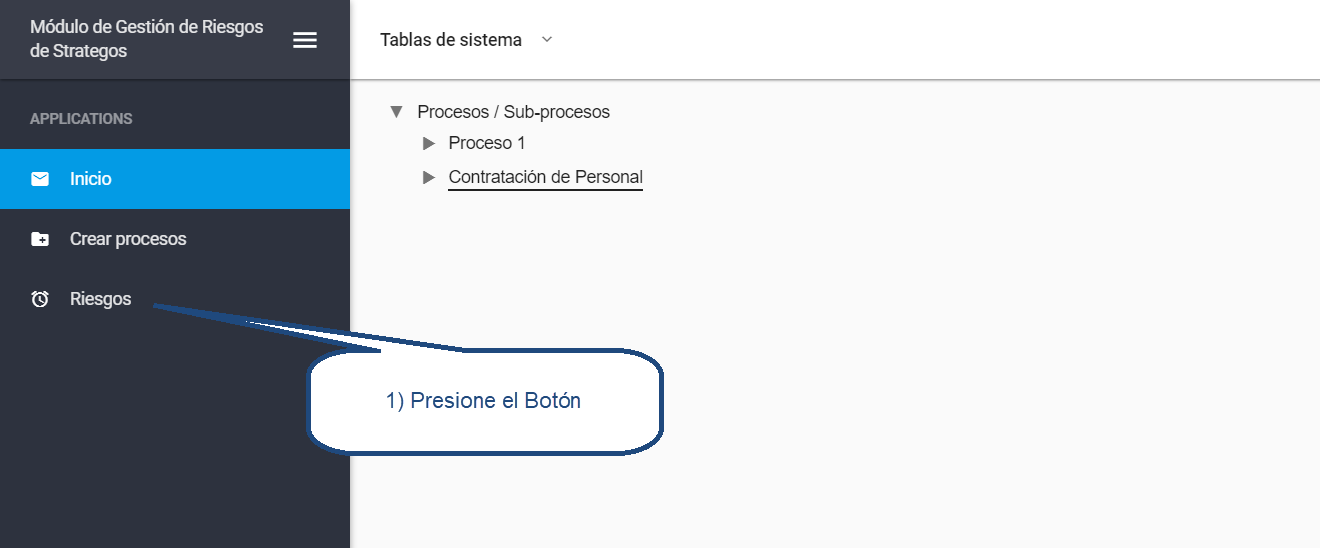 Módulo de Gestión de Riesgos
de Strategos
Tablas de sistema
APPLICATIONS
Inicio
Crear procesos
Riesgos
Procesos / Sub-procesos
Proceso 1
Contratación de Personal
1) Presione el Botón